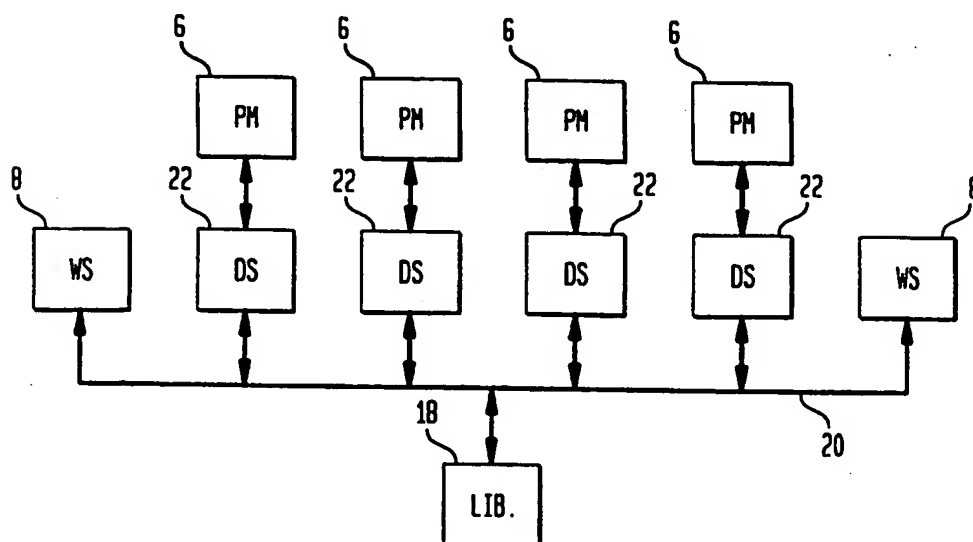 6 6 6 6
PM PM PM PM
8 22 22 22 22 8
WS DS DS DS DS WS
18 20
LIB.